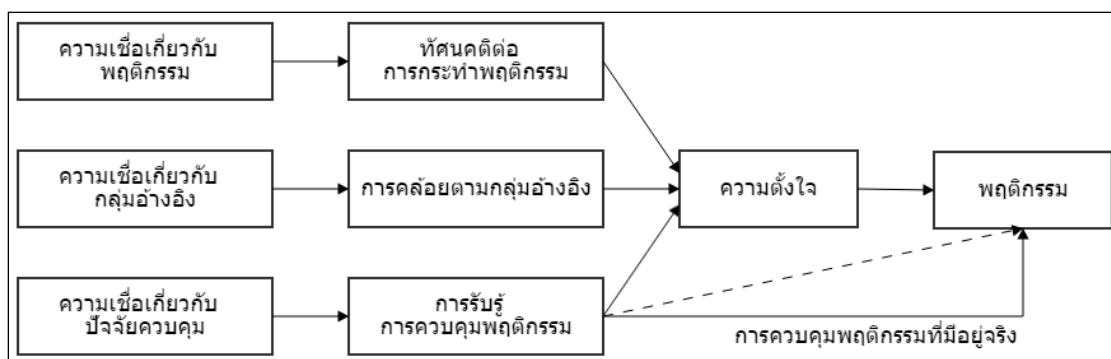 ความเชื่อเกี่ยวกับ
พฤติกรรม
ทัศนคติต่อ
การกระทำพฤติกรรม
ความเชื่อเกี่ยวกับ
กลุ่มอ้างอิง
การคล้อยตามกลุ่มอ้างอิง
ความตั้งใจ
พฤติกรรม
ความเชื่อเกี่ยวกับ
ปัจจัยควบคุม
การรับรู้
การควบคุมพฤติกรรม
การควบคุมพฤติกรรมที่มีอยู่จริง